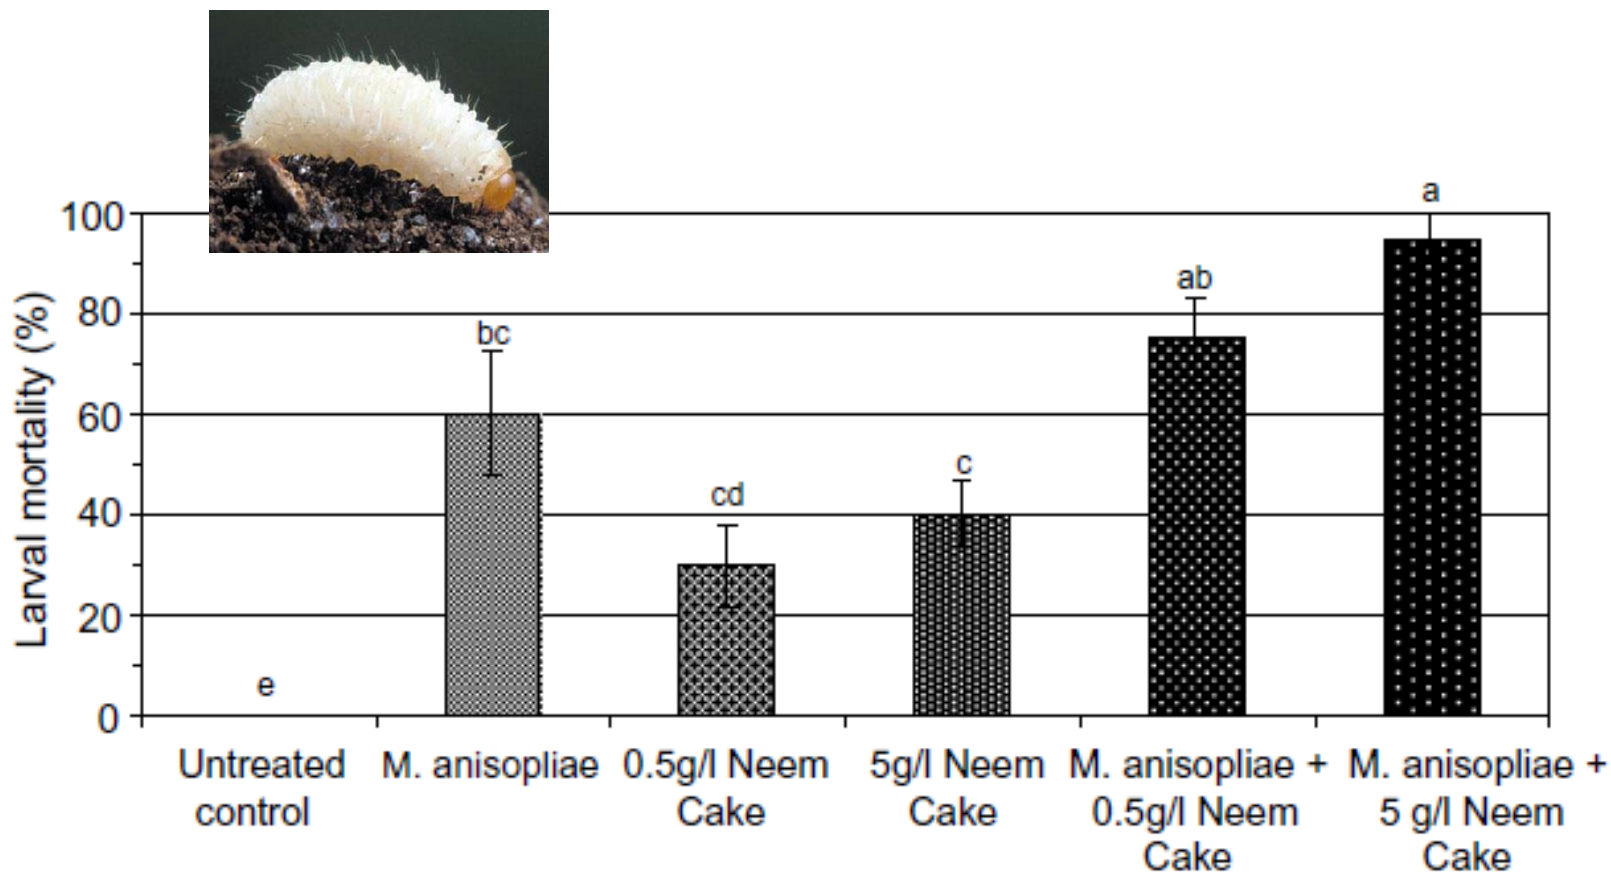 Larval mortality (%)
100
80
60
40
20
0
e
bc
cd
c
ab
a
Untreated
control
M. anisopliae
0.5g/l Neem
Cake
5g/l Neem
Cake
M. anisopliae +
0.5g/l Neem
Cake
M. anisopliae +
5 g/l Neem
Cake